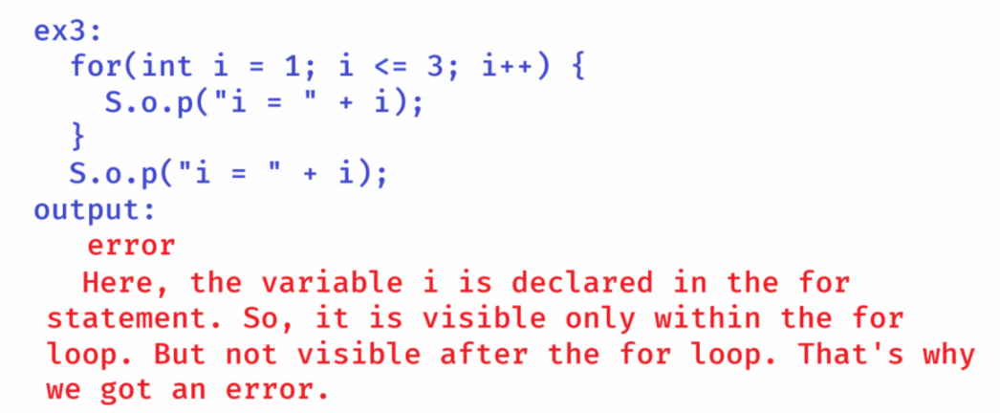 ex3:
for(int i = 1; i <= 3; i++) {
S.o.p("i = " + i);
}
S.o.p("i = " + i);
output:
error
Here, the variable i is declared in the for
statement. So, it is visible only within the for
loop. But not visible after the for loop. That's why
we got an error.